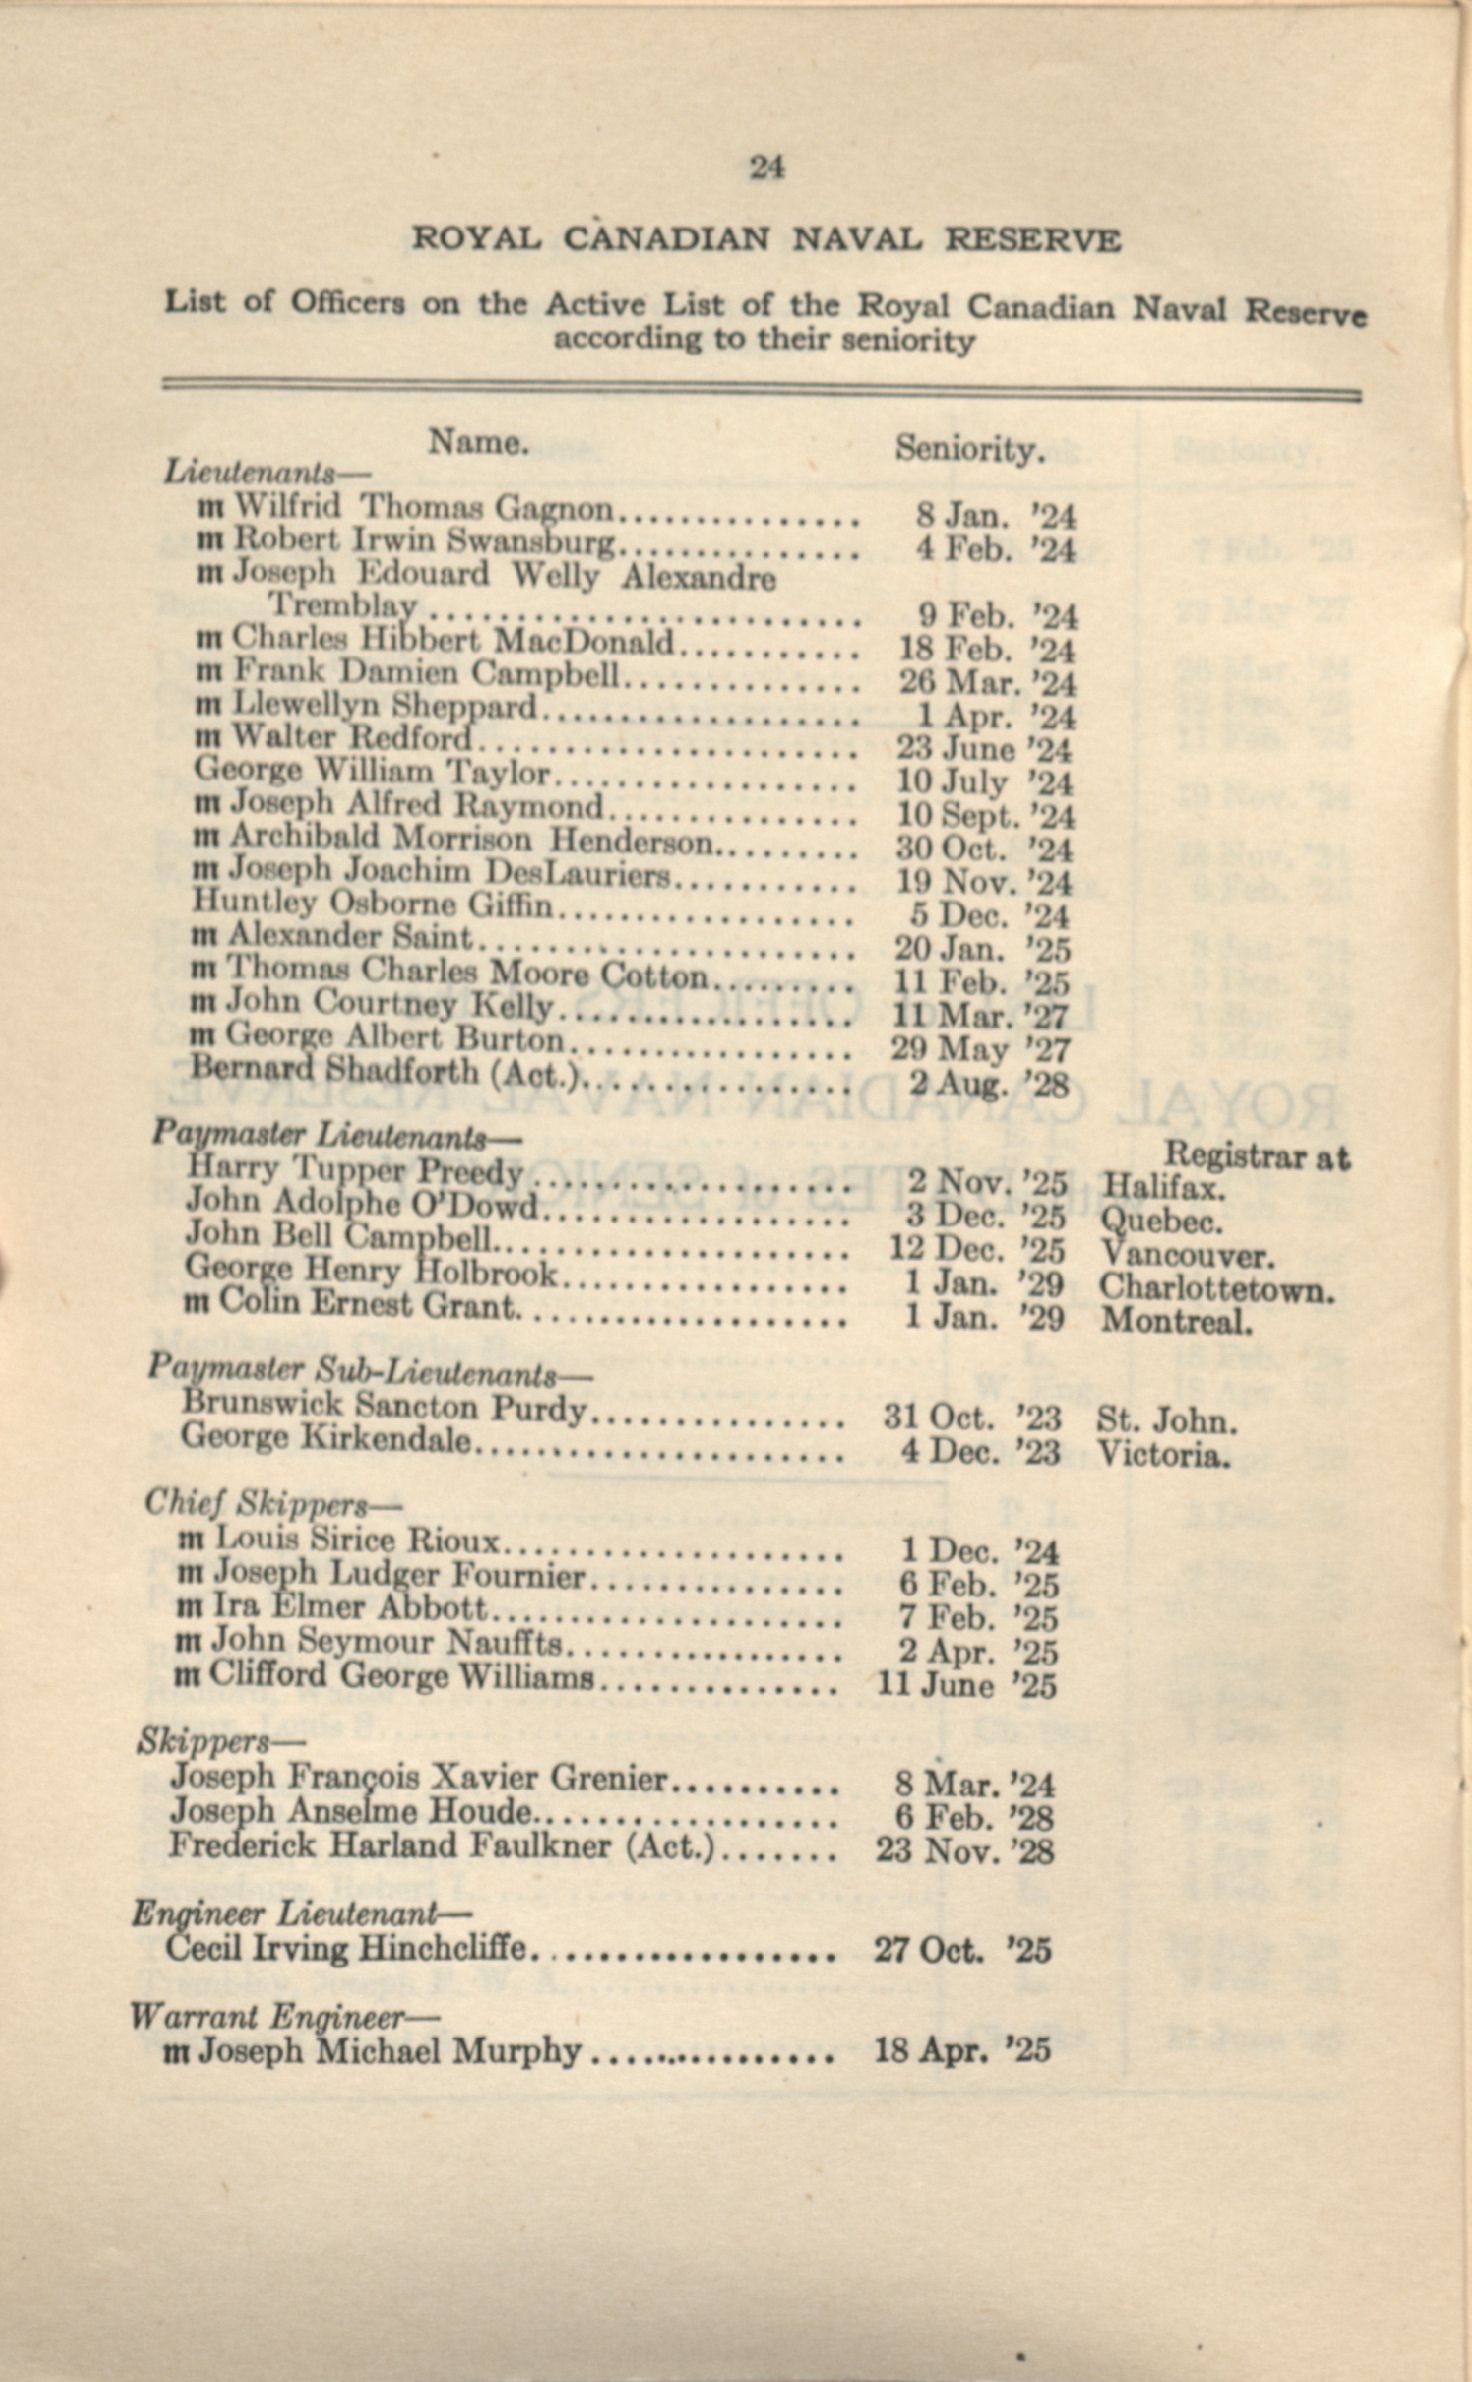 24
ROYAL CANADIAN NAVAL RESERVE
List of Officers on the Active List of the Royal Canadian Naval Reserve
according to their seniority
Name. Seniority.
Lieutenants—
m Wilfrid Thomas Gagnon............... 8 Jan. '24
m Robert Irwin Swansburg............... 4 Feb. '24
m Joseph Edouard Welly Alexandre
Tremblay ........................... 9 Feb. '24
m Charles Hibbert MacDonald........... 18 Feb. '24
m Frank Damien Campbell............... 26 Mar. '24
m Llewellyn Sheppard.................... 1 Apr. '24
m Walter Redford........................ 23 June '24
George William Taylor................... 10 July '24
m Joseph Alfred Raymond................ 10 Sept. '24
m Archibald Morrison Henderson......... 30 Oct. '24
m Joseph Joachim DesLauriers............ 19 Nov. '24
Huntley Osborne Giffin................... 5 Dec. '24
m Alexander Saint........................ 20 Jan. '25
m Thomas Charles Moore Cotton......... 11 Feb. '25
m John Courtney Kelly................... 11 Mar. '27
m George Albert Burton.................. 29 May '27
Bernard Shadforth (Act.)................. 2 Aug. '28
Paymaster Lieutenants— Registrar at
Harry Tupper Preedy .................... 2 Nov. '25 Halifax.
John Adolphe O'Dowd.................... 3 Dec. '25 Quebec.
John Bell Campbell....................... 12 Dec. '25 Vancouver.
George Henry Holbrook.................. 1 Jan. '29 Charlottetown.
m Colin Ernest Grant..................... 1 Jan. '29 Montreal.
Paymaster Sub-Lieutenants—
Brunswick Sancton Purdy................ 31 Oct. '23 St. John.
George Kirkendale....................... 4 Dec. '23 Victoria.
Chief Skippers—
m Louis Sirice Rioux...................... 1 Dec. '24
m Joseph Ludger Fournier................ 6 Feb. '25
m Ira Elmer Abbott...................... 7 Feb. '25
m John Seymour Nauffts.................. 2 Apr. '25
m Clifford George Williams............... 11 June '25
Skippers—
Joseph François Xavier Grenier.......... 8 Mar. '24
Joseph Anselme Houde................... 6 Feb. '28
Frederick Harland Faulkner (Act.)....... 23 Nov. '28
Engineer Lieutenant—
Cecil Irving Hinchcliffe................... 27 Oct. '25
Warrant Engineer—
m Joseph Michael Murphy ............... 18 Apr. '25